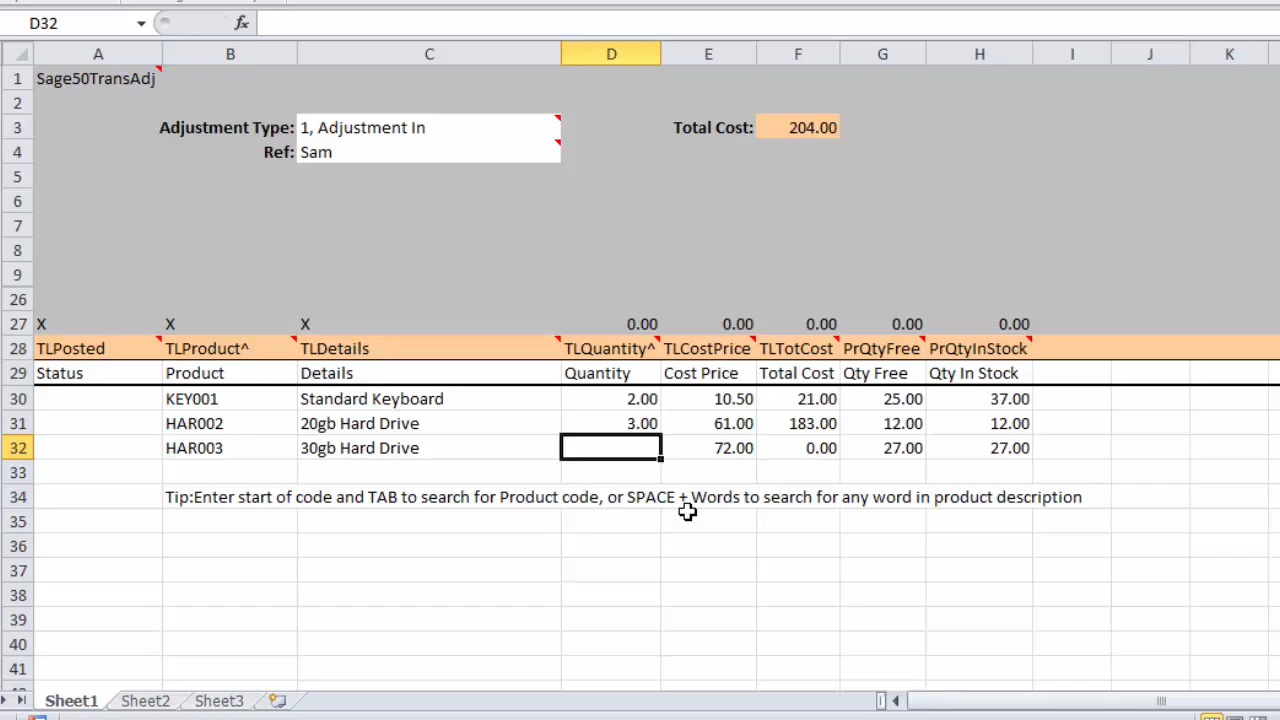 D32 fx
A B C D E F G H I J K
1 Sage50TransAdj
2
3 Adjustment Type: 1, Adjustment In Total Cost: 204.00
4 Ref: Sam
5
6
7
8
9
26
27 X X X 0.00 0.00 0.00 0.00 0.00
28 TLPosted TLProduct^ TLDetails TLQuantity^ TLCostPrice TLTotCost PrQtyFree PrQtyInStock
29 Status Product Details Quantity Cost Price Total Cost Qty Free Qty In Stock
30 KEY001 Standard Keyboard 2.00 10.50 21.00 25.00 37.00
31 HAR002 20gb Hard Drive 3.00 61.00 183.00 12.00 12.00
32 HAR003 30gb Hard Drive 72.00 0.00 27.00 27.00
33
34 Tip:Enter start of code and TAB to search for Product code, or SPACE + Words to search for any word in product description
35
36
37
38
39
40
41
Sheet1 Sheet2 Sheet3